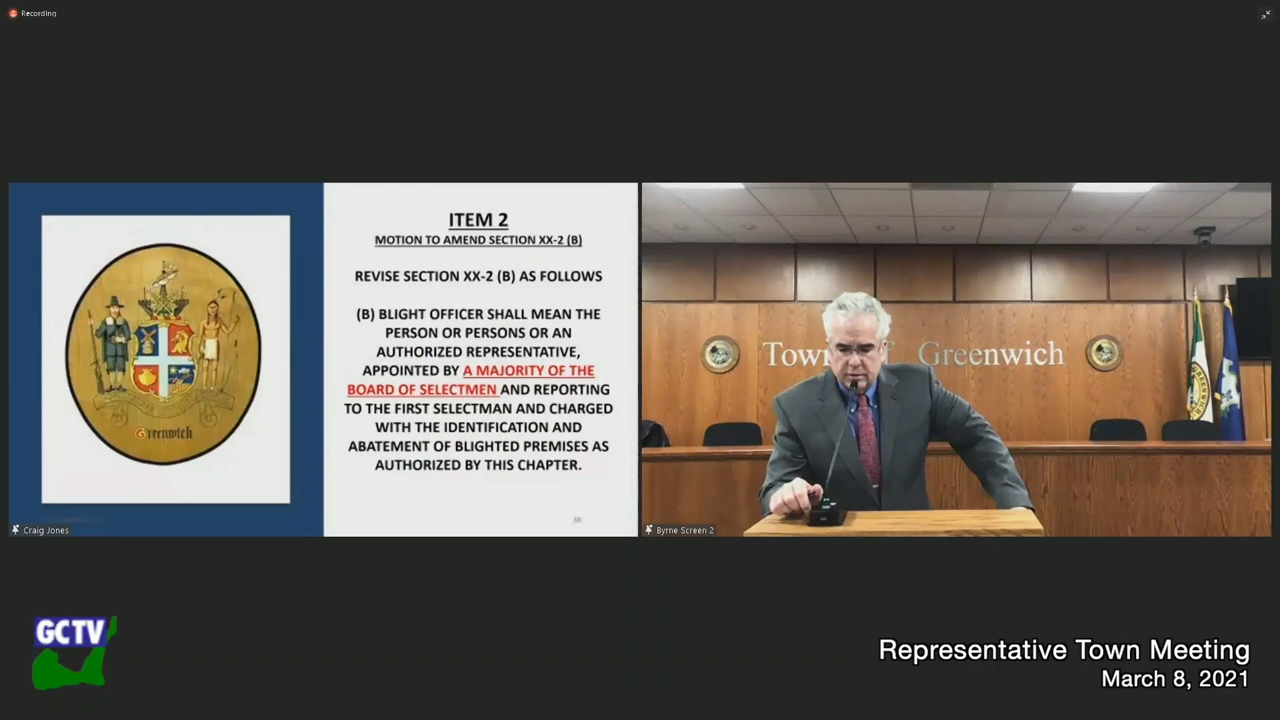 Recording
ITEM 2
MOTION TO AMEND SECTION XX-2 (B)
REVISE SECTION XX-2 (B) AS FOLLOWS
(B) BLIGHT OFFICER SHALL MEAN THE
PERSON OR PERSONS OR AN
AUTHORIZED REPRESENTATIVE,
APPOINTED BY A MAJORITY OF THE
BOARD OF SELECTMEN AND REPORTING
TO THE FIRST SELECTMAN AND CHARGED
WITH THE IDENTIFICATION AND
ABATEMENT OF BLIGHTED PREMISES AS
AUTHORIZED BY THIS CHAPTER.
38
Greenwich
Craig Jones
Town Greenwich
Byrne Screen 2
GCTV
Representative Town Meeting
March 8, 2021